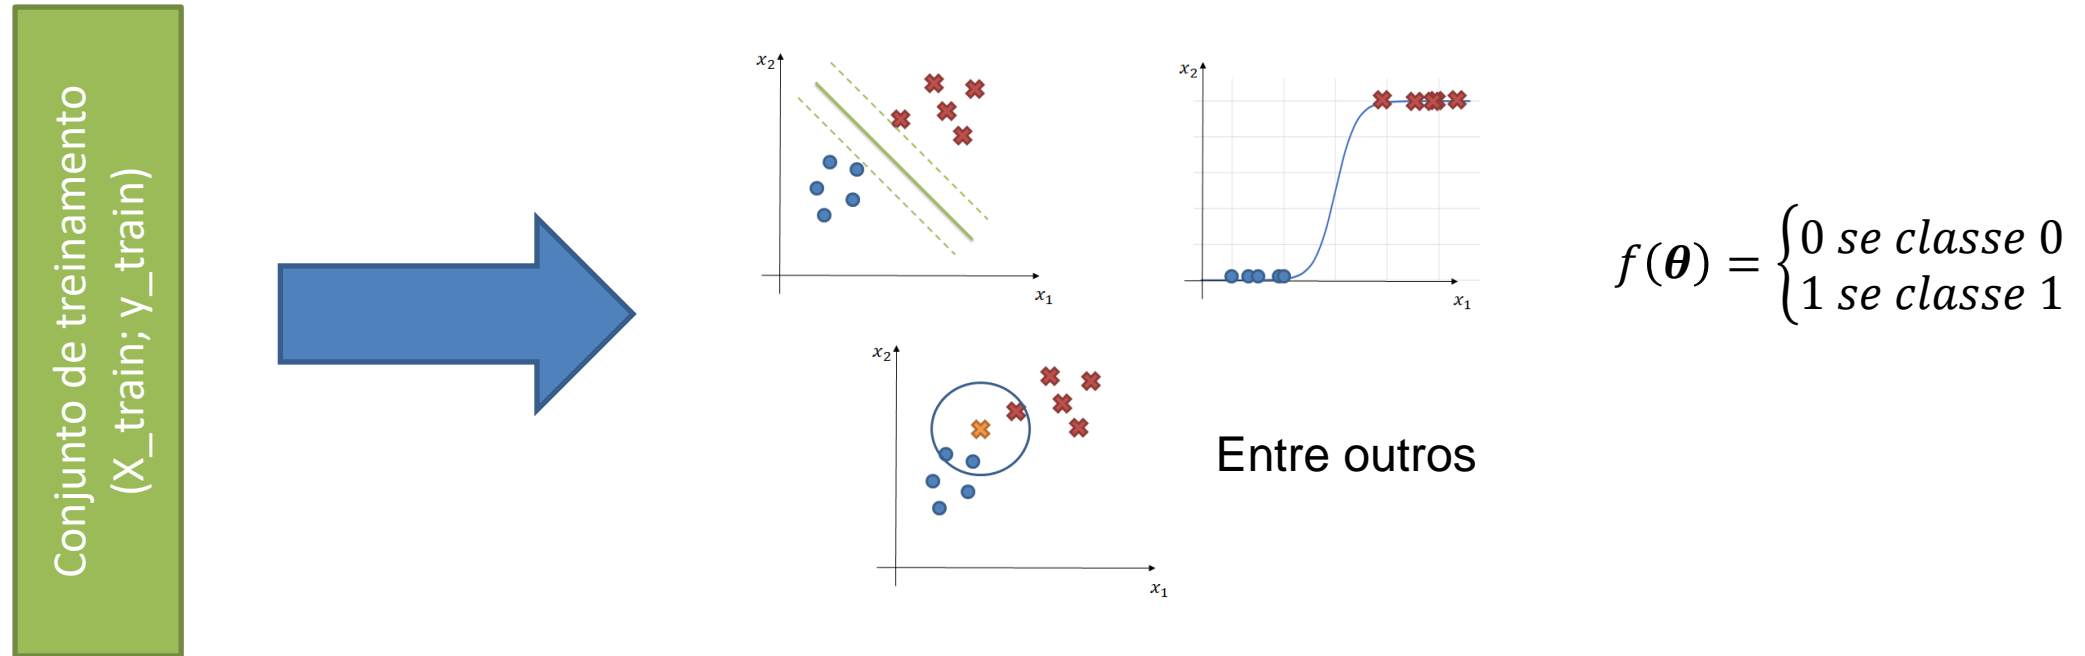 Conjunto de treinamento
(X_train; y_train)
x₂
x₁
x₂
x₁
x₂
x₁
Entre outros
f(θ) = {0 se classe 0
1 se classe 1